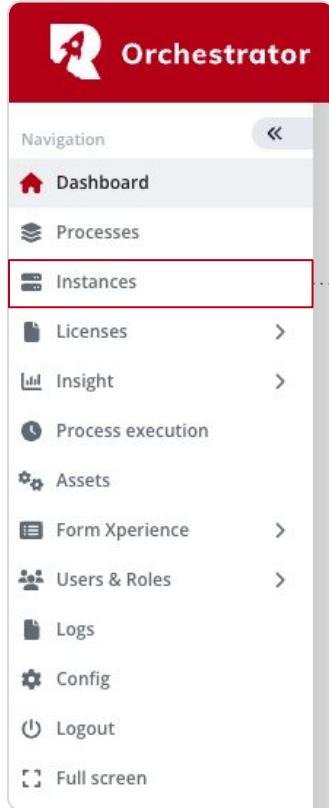 Orchestrator
Navigation
Dashboard
Processes
Instances
Licenses
Insight
Process execution
Assets
Form Xperience
Users & Roles
Logs
Config
Logout
Full screen